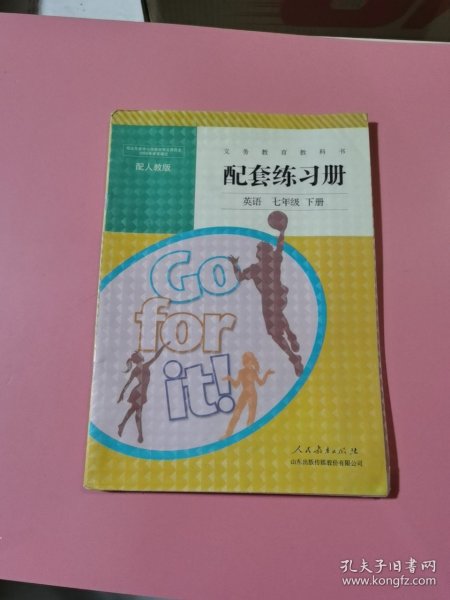 义务教育教科书
配人教版
配套练习册
英语 七年级 下册
Go
for
it!
人民教育出版社
山东出版传媒股份有限公司
孔夫子旧书网
www.kongfz.com